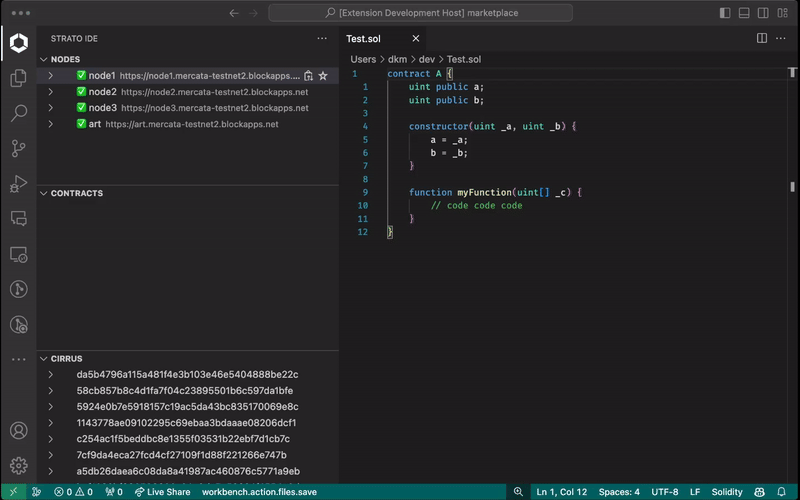 [Extension Development Host] marketplace
STRATO IDE
NODES
node1 https://node1.mercata-testnet2.blockapps....
node2 https://node2.mercata-testnet2.blockapps.net
node3 https://node3.mercata-testnet2.blockapps.net
art https://art.mercata-testnet2.blockapps.net
CONTRACTS
CIRRUS
da5b4796a115a481f4e3b103e46e5404888be22c
58cb857b8c4d1fa7f04c23895501b6c597da1bfe
5924e0b7e5918157c19ac5da43bc835170069e8c
1143778ae09102295c69ebaa3bdaaae08206dcf1
c254ac1f5beddbc8e1355f03531b22ebf7d1cb7c
7cf9da4eca27fcd4cf27109f1d88f221266e747b
a5db26daea6c08da8a41987ac460876c5771a9eb
Test.sol
Users > dkm > dev > Test.sol
1 contract A {
1 uint public a;
2 uint public b;
3
4 constructor(uint _a, uint _b) {
5 a = _a;
6 b = _b;
7 }
8
9 function myFunction(uint[] _c) {
10 // code code code
11 }
12 }
0 0 0 Live Share workbench.action.files.save Ln 1, Col 12 Spaces: 4 UTF-8 LF Solidity